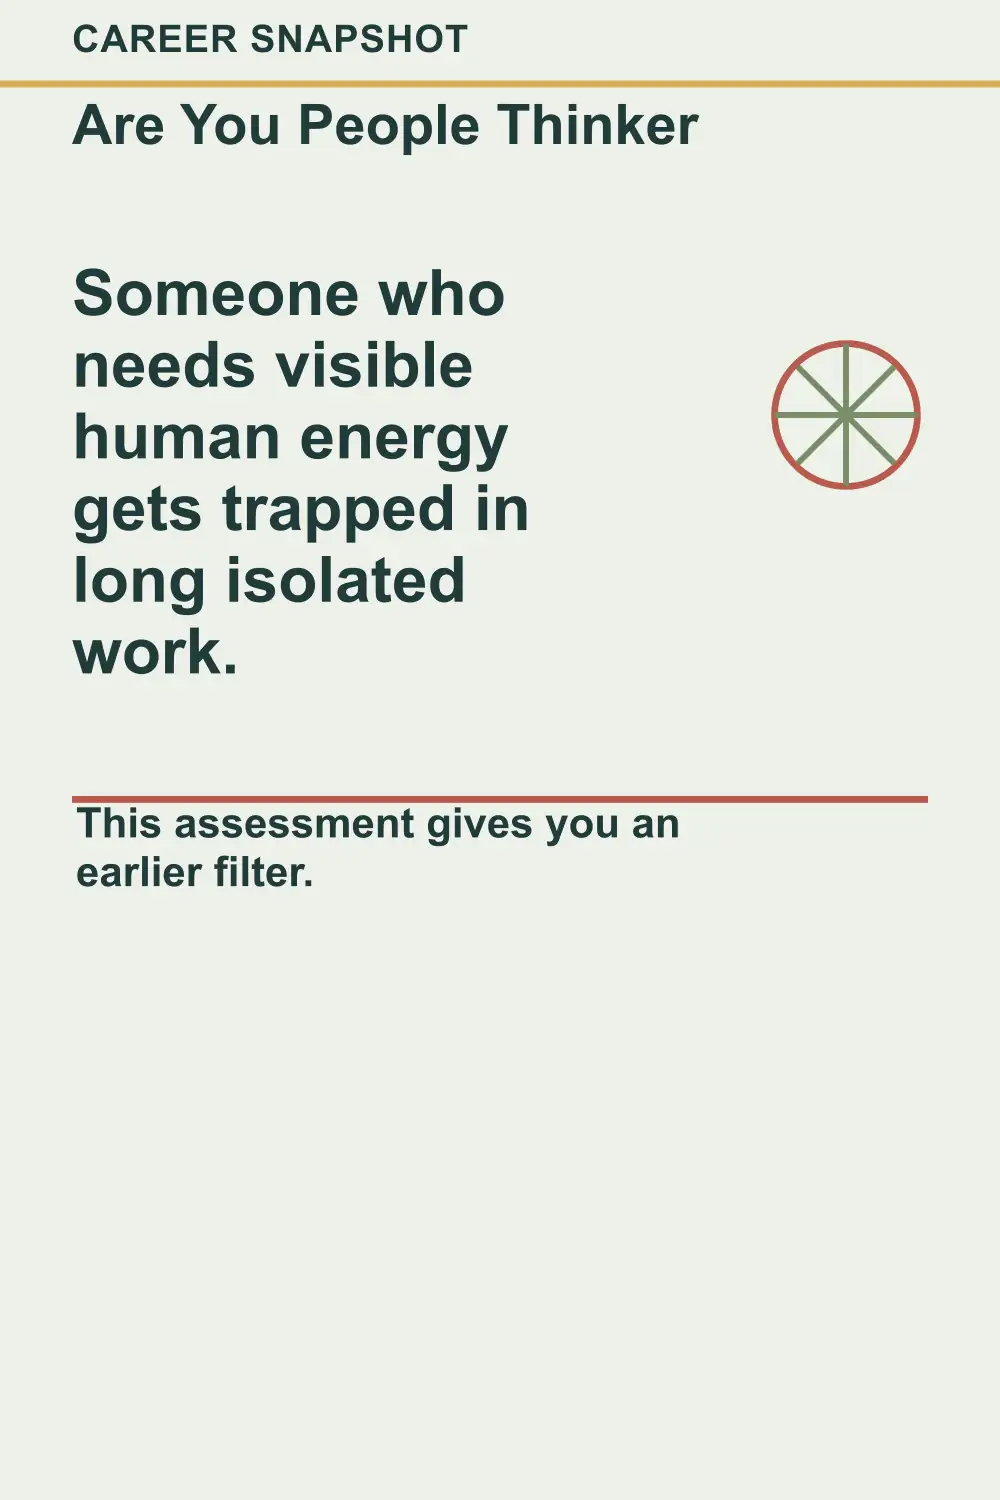 CAREER SNAPSHOT
Are You People Thinker
Someone who
needs visible
human energy
gets trapped in
long isolated
work.
This assessment gives you an
earlier filter.